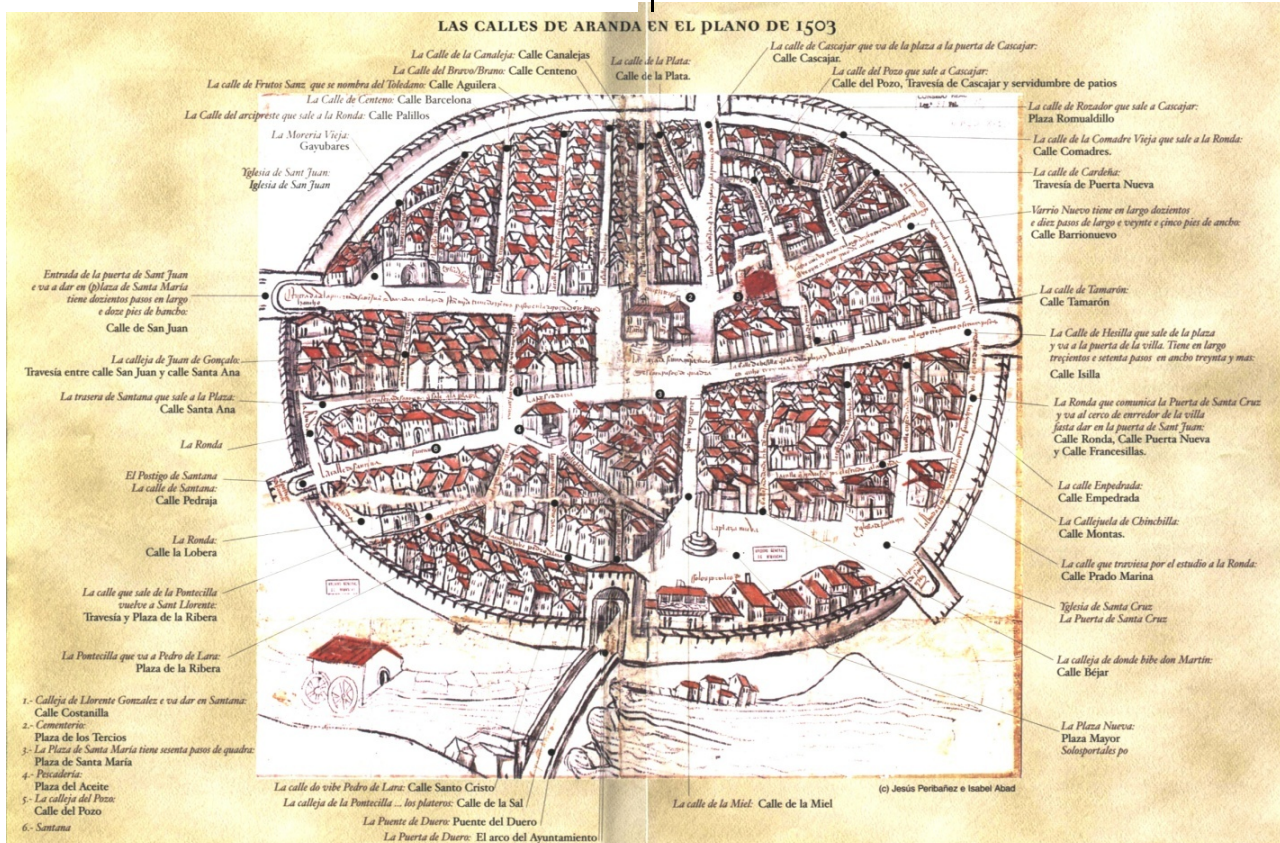 LAS CALLES DE ARANDA EN EL PLANO DE 1503
La Calle de la Canaleja: Calle Canalejas
La Calle del Bravo/Brano: Calle Centeno
La calle de Frutos Sanz que se nombra del Toledano: Calle Aguilera
La Calle de Centeno: Calle Barcelona
La Calle del arcipreste que sale a la Ronda: Calle Palillos
La Moreria Vieja:
Gayubares
Yglesia de Sant Juan:
Iglesia de San Juan
Entrada de la puerta de Sant Juan
e va a dar en (p)laza de Santa María
tiene dozientos pasos en largo
e doze pies de hancho:
Calle de San Juan
La calleja de Juan de Gonçalo:
Travesía entre calle San Juan y calle Santa Ana
La trasera de Santana que sale a la Plaza:
Calle Santa Ana
La Ronda
El Postigo de Santana
La calle de Santana:
Calle Pedraja
La Ronda:
Calle la Lobera
La calle que sale de la Pontecilla
vuelve a Sant Llorente:
Travesía y Plaza de la Ribera
La Pontecilla que va a Pedro de Lara:
Plaza de la Ribera
1.- Calleja de Llorente Gonzalez e va dar en Santana:
Calle Costanilla
2.- Cementerio:
Plaza de los Tercios
3.- La Plaza de Santa María tiene sesenta pasos de quadra:
Plaza de Santa María
4.- Pescadería:
Plaza del Aceite
5.- La calleja del Pozo:
Calle del Pozo
6.- Santana
La calle de la Plata:
Calle de la Plata.
La calle de Cascajar que va de la plaza a la puerta de Cascajar:
Calle Cascajar.
La calle del Pozo que sale a Cascajar:
Calle del Pozo, Travesía de Cascajar y servidumbre de patios
La calle de Rozador que sale a Cascajar:
Plaza Romualdillo
La calle de la Comadre Vieja que sale a la Ronda:
Calle Comadres.
La calle de Cardeña:
Travesía de Puerta Nueva
Varrio Nuevo tiene en largo dozientos
e diez pasos de largo e veynte e cinco pies de ancho:
Calle Barrionuevo
La calle de Tamarón:
Calle Tamarón
La Calle de Hesilla que sale de la plaza
y va a la puerta de la villa. Tiene en largo
treçientos e setenta pasos en ancho treynta y mas:
Calle Isilla
La Ronda que comunica la Puerta de Santa Cruz
y va al cerco de enrredor de la villa
fasta dar en la puerta de Sant Juan:
Calle Ronda, Calle Puerta Nueva
y Calle Francesillas.
La calle Enpedrada:
Calle Empedrada
La Callejuela de Chinchilla:
Calle Montas.
La calle que traviesa por el estudio a la Ronda:
Calle Prado Marina
Yglesia de Santa Cruz
La Puerta de Santa Cruz
La calleja de donde bibe don Martín:
Calle Béjar
La Plaza Nueva:
Plaza Mayor
Solosportales po
(c) Jesús Peribañez e Isabel Abad
La calle do vibe Pedro de Lara: Calle Santo Cristo
La calleja de la Pontecilla ... los plateros: Calle de la Sal
La Puente de Duero: Puente del Duero
La Puerta de Duero: El arco del Ayuntamiento
La calle de la Miel: Calle de la Miel